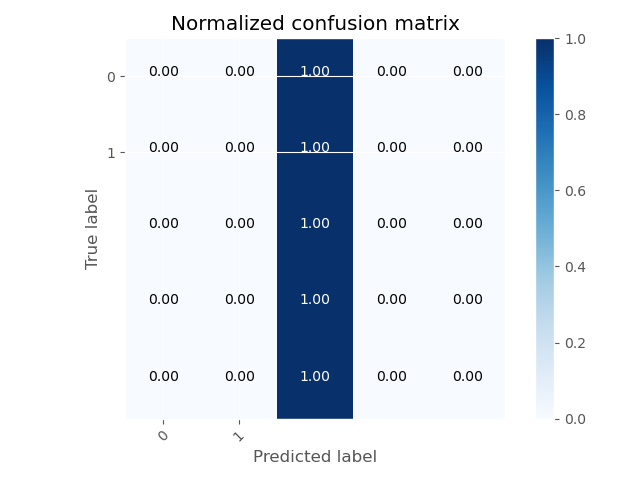 Normalized confusion matrix
0 0.00 0.00 1.00 0.00 0.00
1 0.00 0.00 1.00 0.00 0.00
0.00 0.00 1.00 0.00 0.00
0.00 0.00 1.00 0.00 0.00
0.00 0.00 1.00 0.00 0.00
True label
0 1
Predicted label
1.0
0.8
0.6
0.4
0.2
0.0